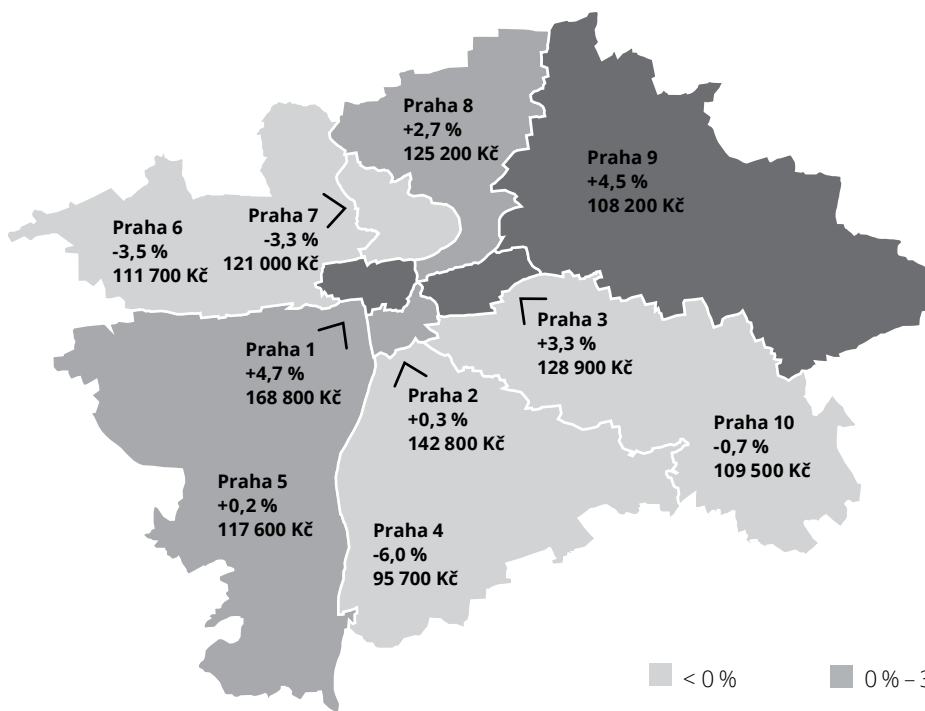 Praha 8
+2,7 %
125 200 Kč
Praha 9
+4,5 %
108 200 Kč
Praha 6
-3,5 %
111 700 Kč
Praha 7
-3,3 %
121 000 Kč
Praha 3
+3,3 %
128 900 Kč
Praha 1
+4,7 %
168 800 Kč
Praha 2
+0,3 %
142 800 Kč
Praha 10
-0,7 %
109 500 Kč
Praha 5
+0,2 %
117 600 Kč
Praha 4
-6,0 %
95 700 Kč
< 0 %
0 % – 3